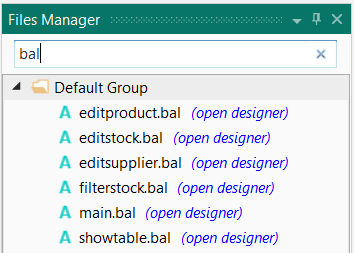 Files Manager
bal
Default Group
A editproduct.bal (open designer)
A editstock.bal (open designer)
A editsupplier.bal (open designer)
A filterstock.bal (open designer)
A main.bal (open designer)
A showtable.bal (open designer)